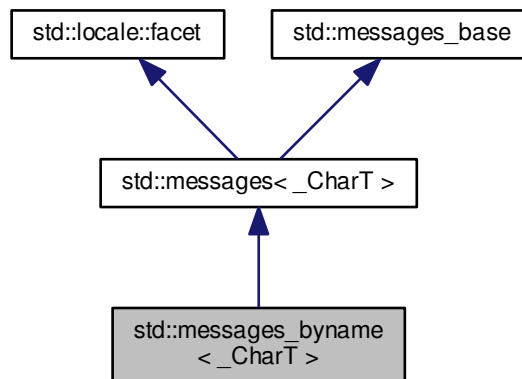 std::locale::facet
std::messages_base
std::messages< _CharT >
std::messages_byname
< _CharT >